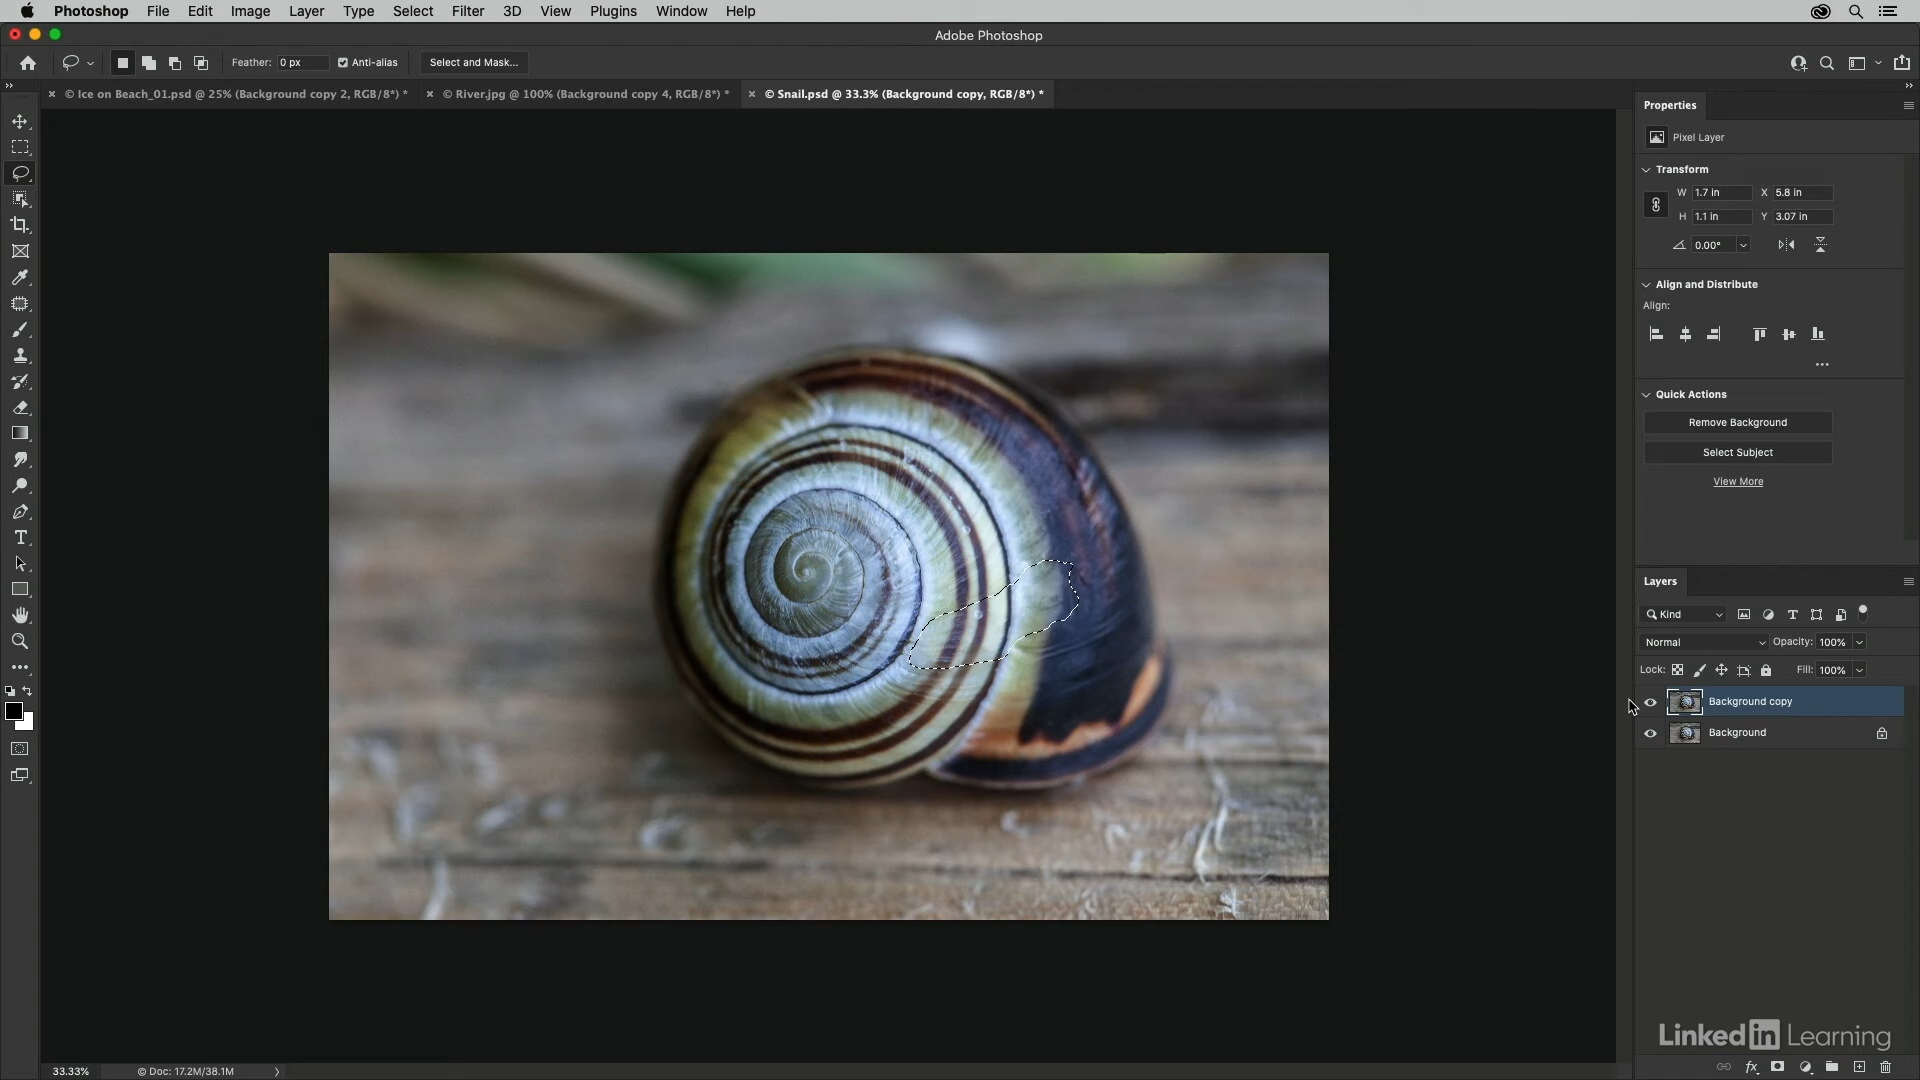 Photoshop File Edit Image Layer Type Select Filter 3D View Plugins Window Help
Adobe Photoshop
Feather: 0 px Anti-alias Select and Mask...
© Ice on Beach_01.psd @ 25% (Background copy 2, RGB/8*) *
© River.jpg @ 100% (Background copy 4, RGB/8*) *
© Snail.psd @ 33.3% (Background copy, RGB/8*) *
Properties
Pixel Layer
Transform
W 1.7 in X 5.8 in
H 1.1 in Y 3.07 in
0.00°
Align and Distribute
Align:
Quick Actions
Remove Background
Select Subject
View More
Layers
Kind
Normal Opacity: 100%
Lock: Fill: 100%
Background copy
Background
LinkedIn Learning
33.33% © Doc: 17.2M/38.1M